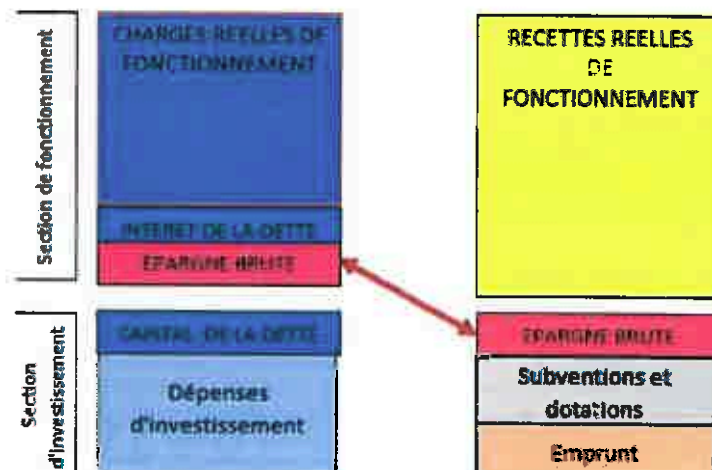 Section de fonctionnement
CHARGES REELLES DE
FONCTIONNEMENT
INTERET DE LA DETTE
EPARGNE BRUTE
RECETTES REELLES
DE
FONCTIONNEMENT
Section
d'investissement
CAPITAL DE LA DETTE
Dépenses
d'investissement
EPARGNE BRUTE
Subventions et
dotations
Emprunt